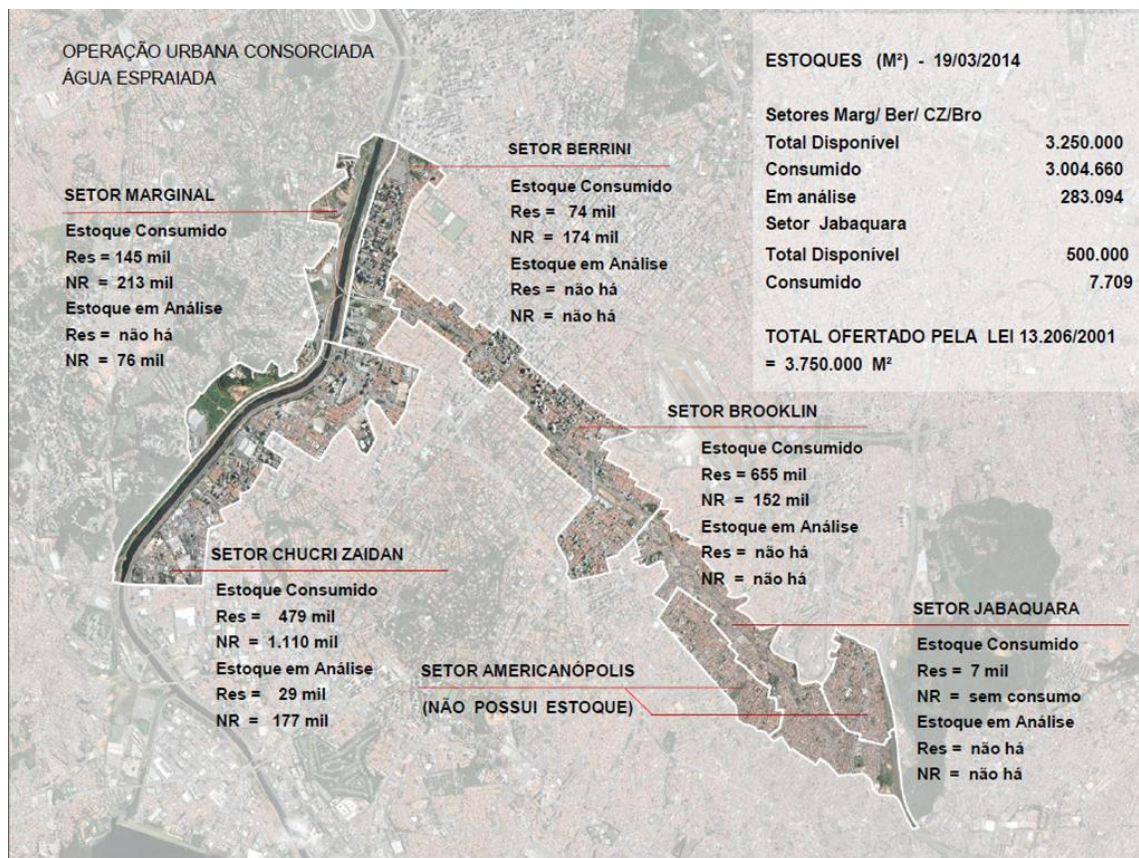 OPERAÇÃO URBANA CONSORCIADA
ÁGUA ESPRAIADA
SETOR MARGINAL
Estoque Consumido
Res = 145 mil
NR = 213 mil
Estoque em Análise
Res = não há
NR = 76 mil
SETOR BERRINI
Estoque Consumido
Res = 74 mil
NR = 174 mil
Estoque em Análise
Res = não há
NR = não há
ESTOQUES (M²) - 19/03/2014
Setores Marg/ Ber/ CZ/Bro
Total Disponível 3.250.000
Consumido 3.004.660
Em análise 283.094
Setor Jabaquara
Total Disponível 500.000
Consumido 7.709
TOTAL OFERTADO PELA LEI 13.206/2001
= 3.750.000 M²
SETOR BROOKLIN
Estoque Consumido
Res = 655 mil
NR = 152 mil
Estoque em Análise
Res = não há
NR = não há
SETOR CHUCRI ZAIDAN
Estoque Consumido
Res = 479 mil
NR = 1.110 mil
Estoque em Análise
Res = 29 mil
NR = 177 mil
SETOR AMERICANÓPOLIS
(NÃO POSSUI ESTOQUE)
SETOR JABAQUARA
Estoque Consumido
Res = 7 mil
NR = sem consumo
Estoque em Análise
Res = não há
NR = não há